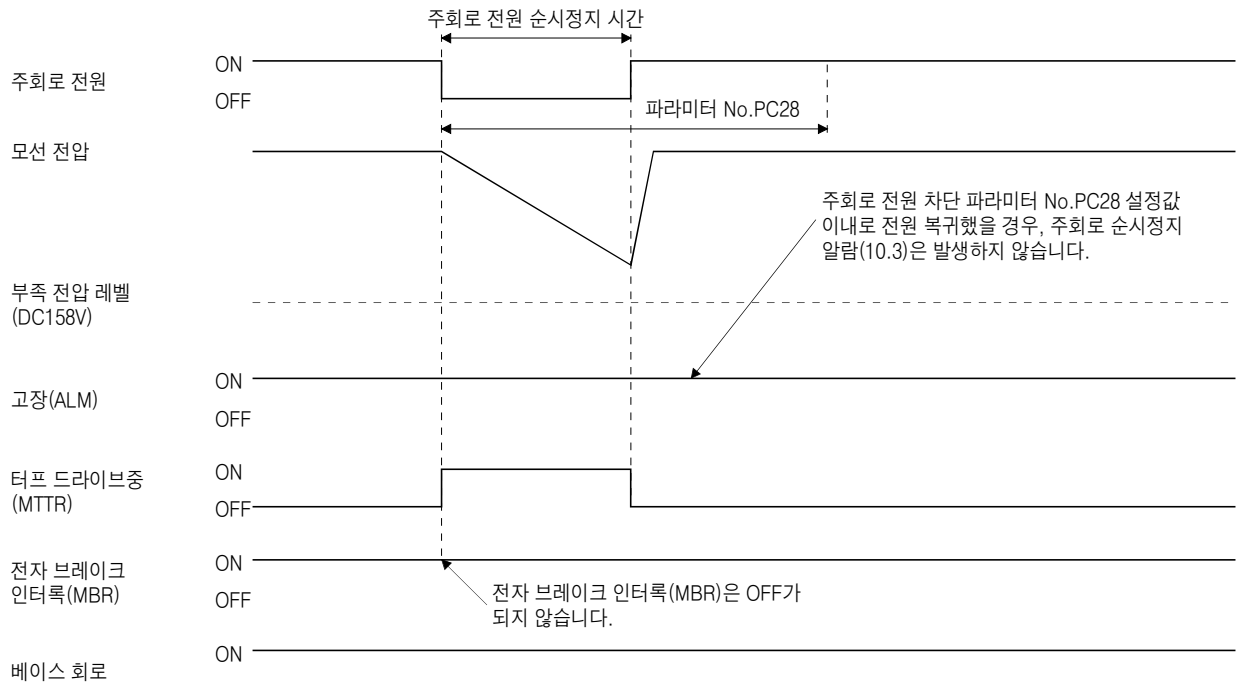 주회로 전원 순시정지 시간
주회로 전원
ON
OFF
파라미터 No.PC28
모선 전압
주회로 전원 차단 파라미터 No.PC28 설정값
이내로 전원 복귀했을 경우, 주회로 순시정지
알람(10.3)은 발생하지 않습니다.
부족 전압 레벨
(DC158V)
고장(ALM)
ON
OFF
터프 드라이브중
(MTTR)
ON
OFF
전자 브레이크
인터록(MBR)
ON
OFF
전자 브레이크 인터록(MBR)은 OFF가
되지 않습니다.
베이스 회로
ON